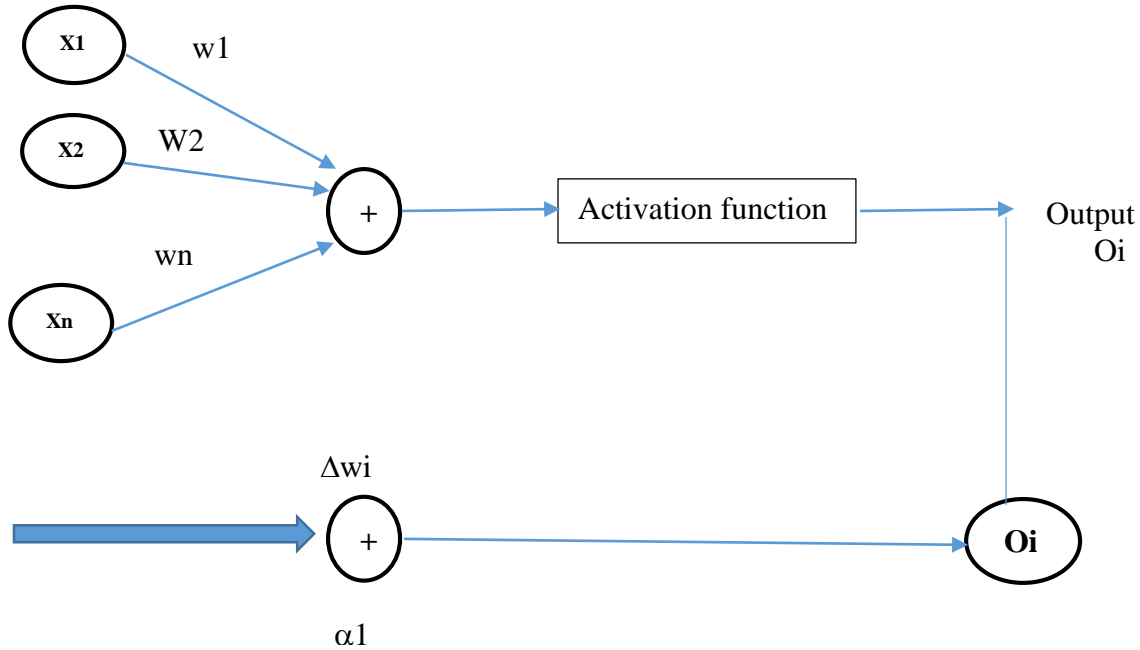 X1
w1
X2
W2
+
Activation function
Output
Oi
wn
Xn
Δwi
+
Oi
α1